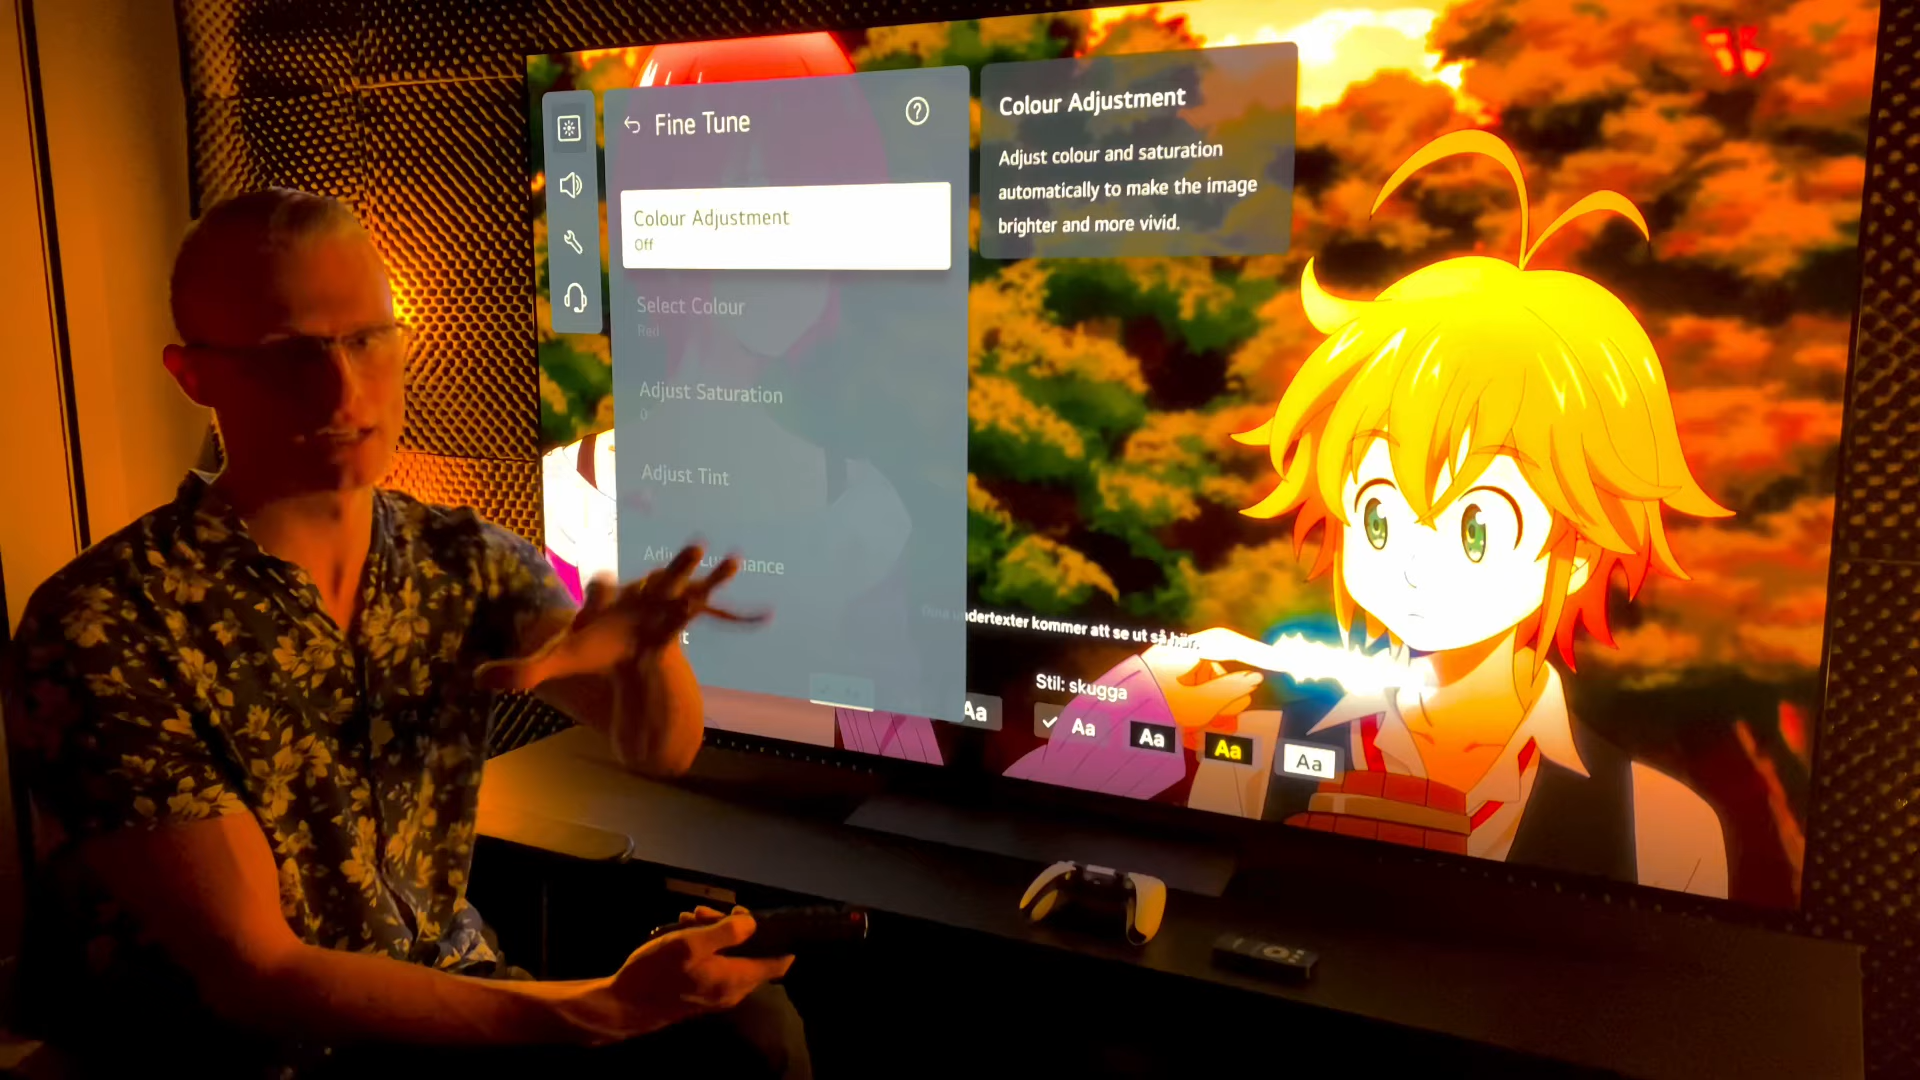 Fine Tune
?
Colour Adjustment
Off
Select Colour
Red
Adjust Saturation
0
Adjust Tint
Colour Adjustment
Adjust colour and saturation
automatically to make the image
brighter and more vivid.
undertexter kommer att se ut så här.
Stil: skugga
Aa
Aa
Aa
Aa
Aa